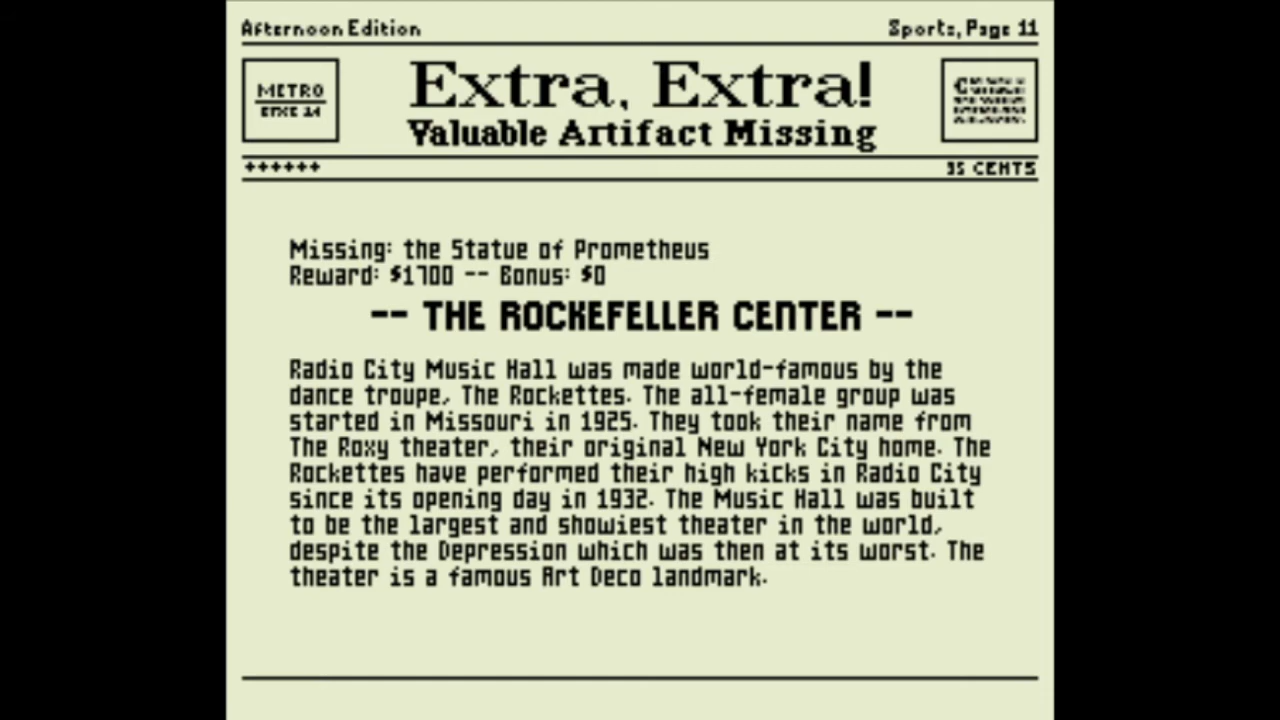 Afternoon Edition
Sports, Page 11
METRO
Extra, Extra!
Valuable Artifact Missing
++++++
35 CENTS
Missing: the Statue of Prometheus
Reward: $1700 -- Bonus: $0
-- THE ROCKEFELLER CENTER --
Radio City Music Hall was made world-famous by the
dance troupe, The Rockettes. The all-female group was
started in Missouri in 1925. They took their name from
The Roxy theater, their original New York City home. The
Rockettes have performed their high kicks in Radio City
since its opening day in 1932. The Music Hall was built
to be the largest and showiest theater in the world,
despite the Depression which was then at its worst. The
theater is a famous Art Deco landmark.